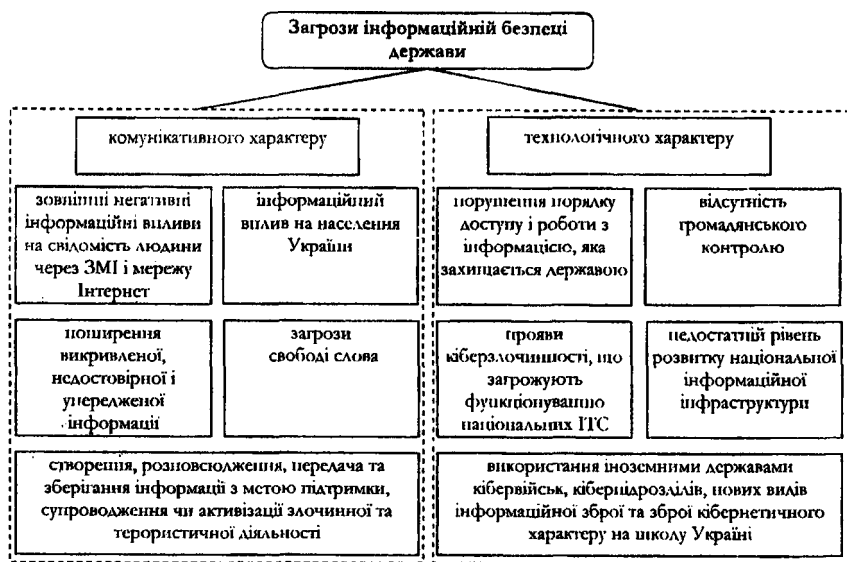 Загрози інформаційній безпеці
держави
комунікативного характеру
технологічного характеру
зовнішні негативні
інформаційні впливи
на свідомість людини
через ЗМІ і мережу
Інтернет
інформаційний
вплив на населення
України
порушення порядку
доступу і роботи з
інформацією, яка
захищається державою
відсутність
громадянського
контролю
поширення
викривленої,
недостовірної і
упередженої
інформації
загрози
свободі слова
прояви
кіберзлочинності, що
загрожують
функціонуванню
національних ІТС
недостатній рівень
розвитку національної
інформаційної
інфраструктури
створення, розповсюдження, передача та
зберігання інформації з метою підтримки,
супроводження чи активізації злочинної та
терористичної діяльності
використання іноземними державами
кібервійськ, кіберпідрозділів, нових видів
інформаційної зброї та зброї кібернетичного
характеру на шкоду Україні